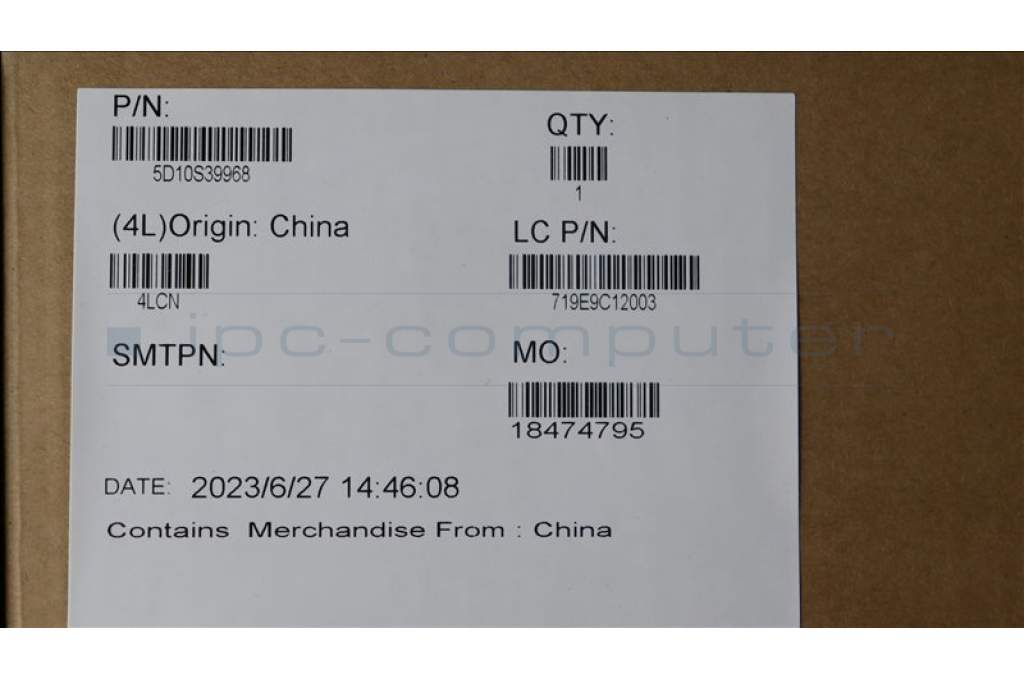 P/N:
5D10S39968
QTY:
1
(4L)Origin: China
4LCN
LC P/N:
719E9C12003
ipc-computer
SMTPN:
MO:
18474795
DATE: 2023/6/27 14:46:08
Contains Merchandise From : China